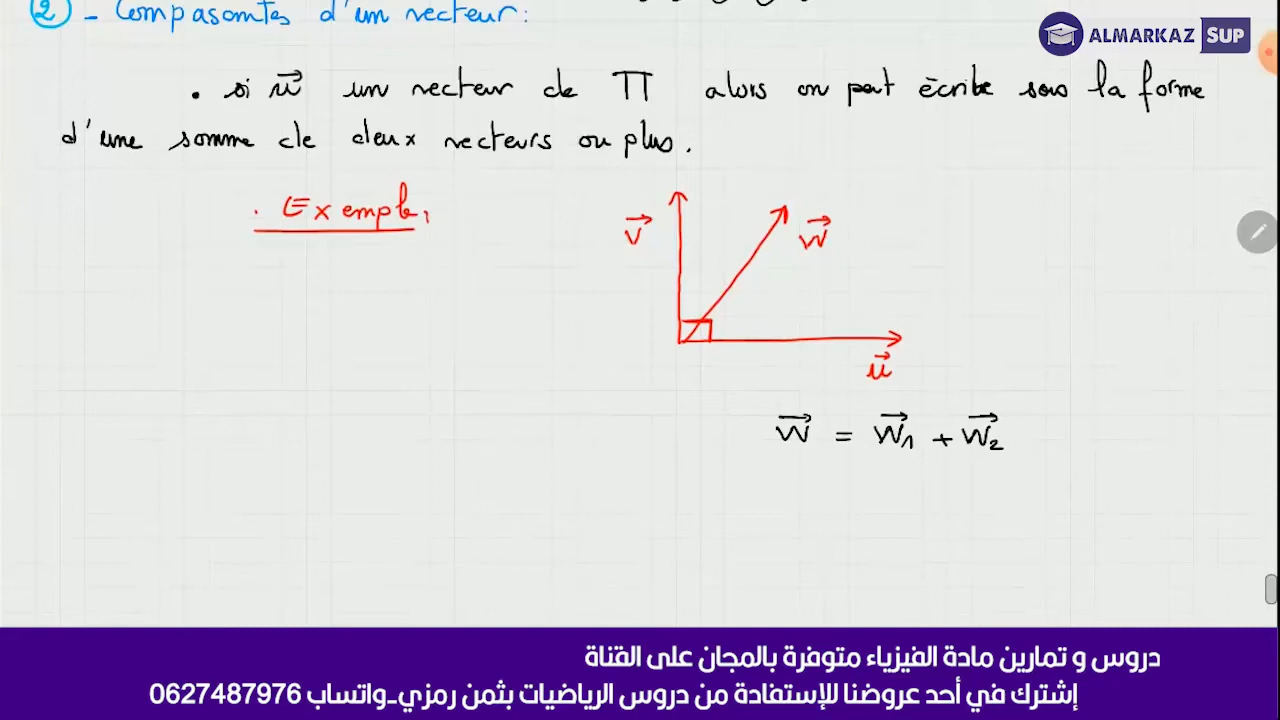 ② - Composantes d'un vecteur:
ALMARKAZ SUP
. si u⃗ un vecteur de Π alors on peut écrite sous la forme
d'une somme de deux vecteurs ou plus.
. Exemple,
v⃗
w⃗
u⃗
w⃗ = w⃗₁ + w⃗₂
دروس و تمارين مادة الفيزياء متوفرة بالمجان على القناة
إشترك في أحد عروضنا للإستفادة من دروس الرياضيات بثمن رمزي-واتساب 0627487976